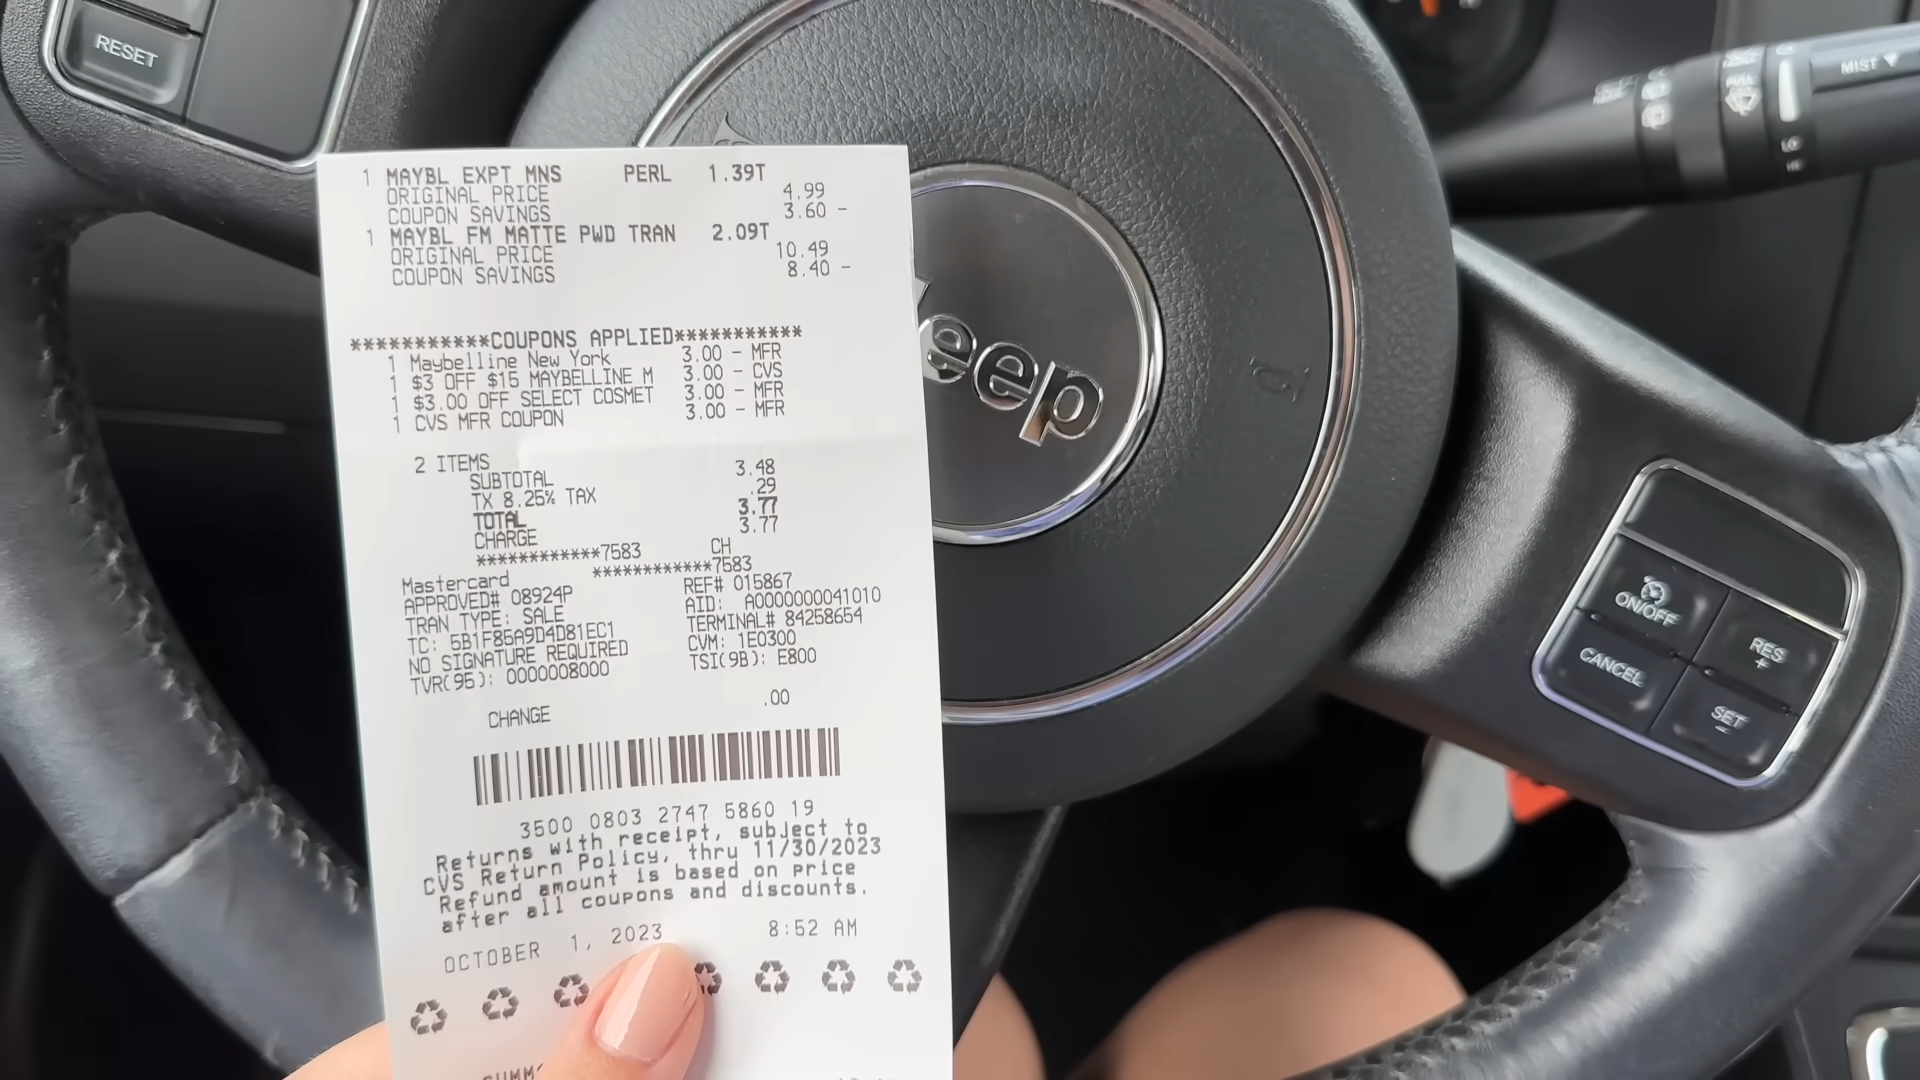 RESET
MIST
LO
HI
1 MAYBL EXPT MNS PERL 1.39T
ORIGINAL PRICE 4.99
COUPON SAVINGS 3.60 -
1 MAYBL FM MATTE PWD TRAN 2.09T
ORIGINAL PRICE 10.49
COUPON SAVINGS 8.40 -
***********COUPONS APPLIED***********
1 Maybelline New York 3.00 - MFR
1 $3 OFF $15 MAYBELLINE M 3.00 - CVS
1 $3.00 OFF SELECT COSMET 3.00 - MFR
1 CVS MFR COUPON 3.00 - MFR
2 ITEMS
SUBTOTAL 3.48
TX 8.25% TAX .29
TOTAL 3.77
CHARGE 3.77
************7583 CH
Mastercard ************7583
APPROVED# 08924P REF# 015867
TRAN TYPE: SALE AID: A0000000041010
TC: 5B1F85A9D4D81EC1 TERMINAL# 84258654
NO SIGNATURE REQUIRED CVM: 1E0300
TVR(95): 0000008000 TSI(9B): E800
CHANGE .00
3500 0803 2747 5860 19
Returns with receipt, subject to
CVS Return Policy, thru 11/30/2023
Refund amount is based on price
after all coupons and discounts.
OCTOBER 1, 2023 8:52 AM
Jeep
ON/OFF
RES
+
CANCEL
SET
-